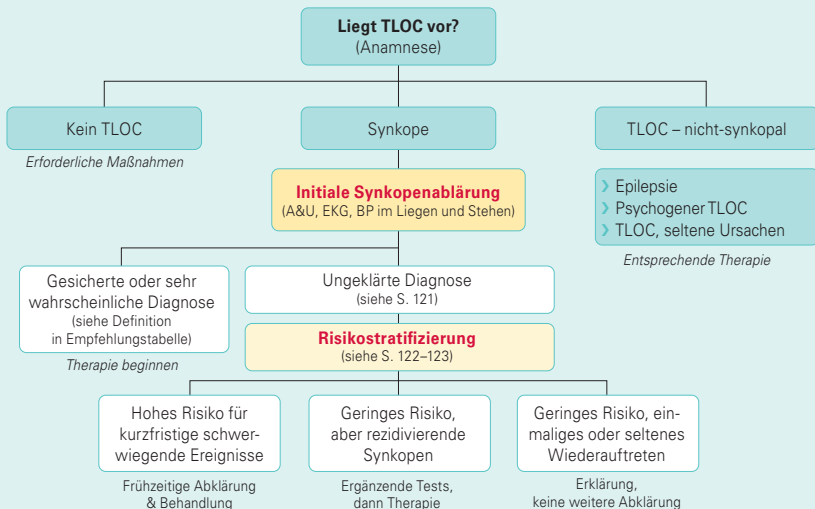 Liegt TLOC vor?
(Anamnese)
Kein TLOC
Erforderliche Maßnahmen
Synkope
TLOC – nicht-synkopal
Initiale Synkopenablärung
(A&U, EKG, BP im Liegen und Stehen)
❯ Epilepsie
❯ Psychogener TLOC
❯ TLOC, seltene Ursachen
Entsprechende Therapie
Gesicherte oder sehr
wahrscheinliche Diagnose
(siehe Definition
in Empfehlungstabelle)
Therapie beginnen
Ungeklärte Diagnose
(siehe S. 121)
Risikostratifizierung
(siehe S. 122–123)
Hohes Risiko für
kurzfristige schwer-
wiegende Ereignisse
Frühzeitige Abklärung
& Behandlung
Geringes Risiko,
aber rezidivierende
Synkopen
Ergänzende Tests,
dann Therapie
Geringes Risiko, ein-
maliges oder seltenes
Wiederauftreten
Erklärung,
keine weitere Abklärung